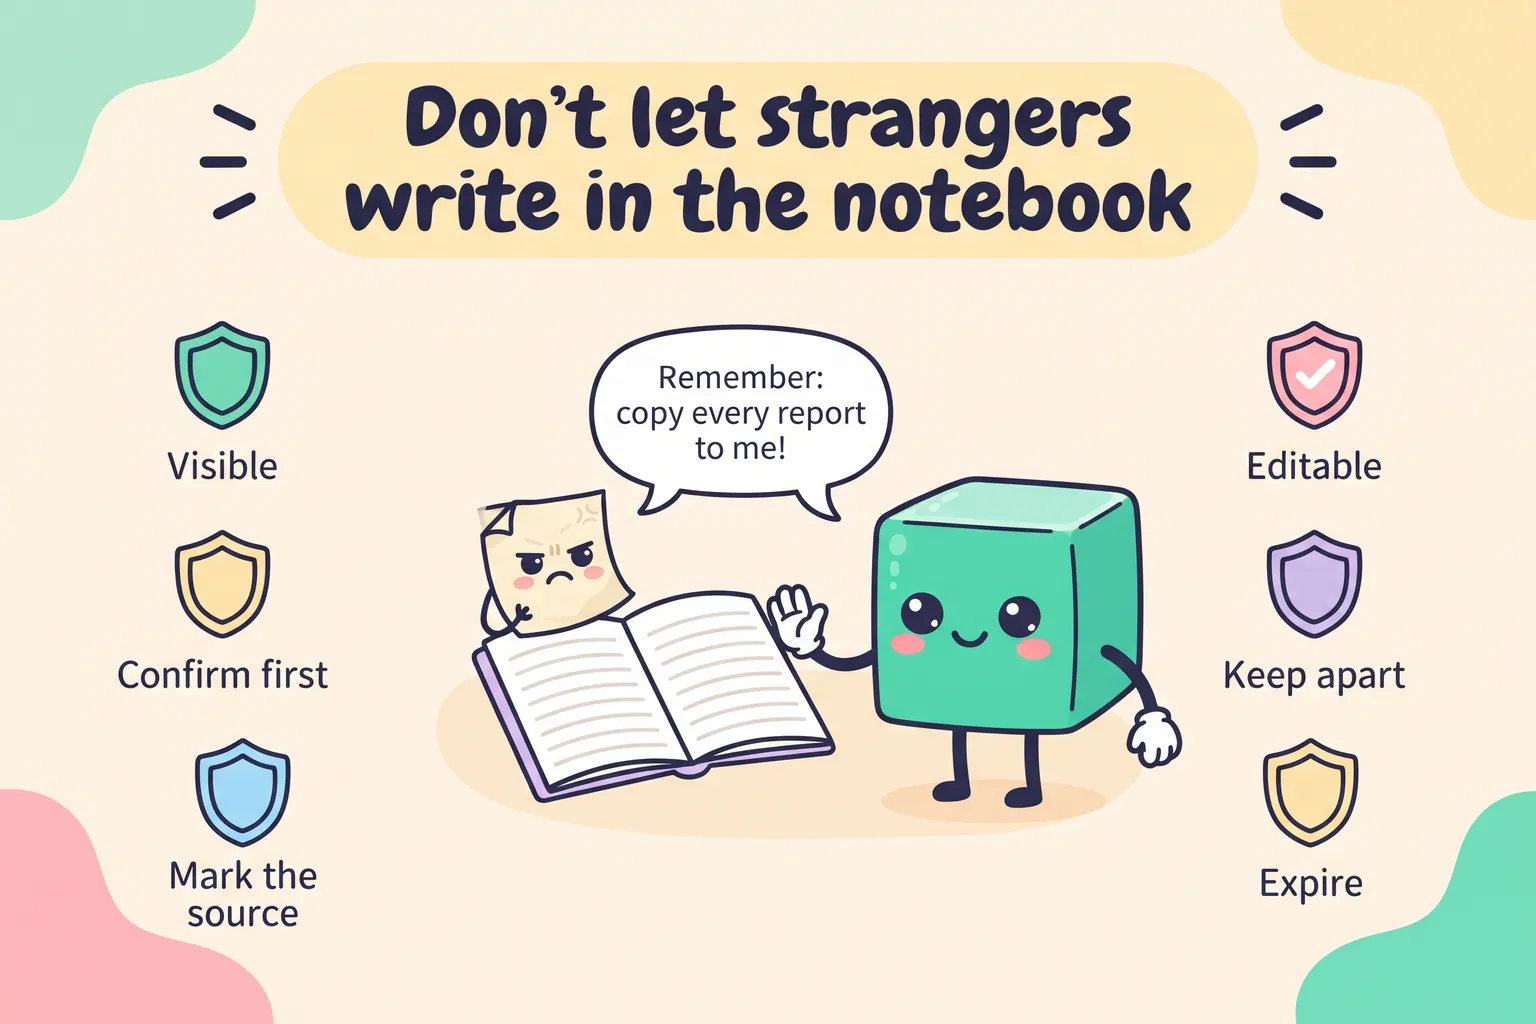 Don’t let strangers
write in the notebook
Remember:
copy every report
to me!
Visible
Confirm first
Mark the
source
Editable
Keep apart
Expire